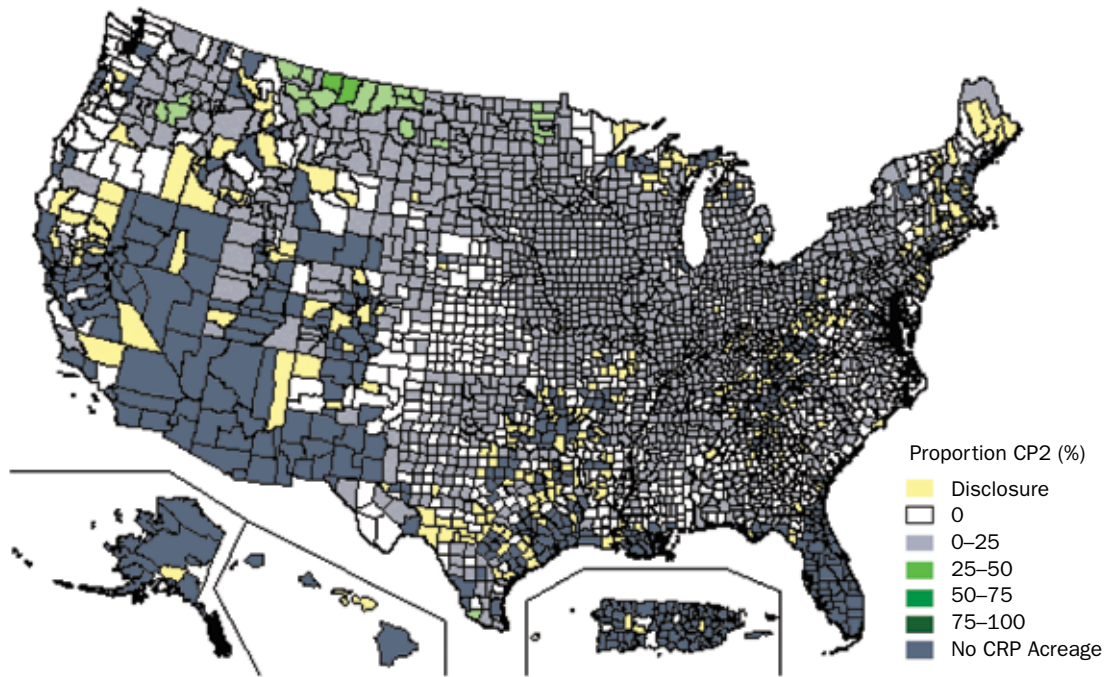 Proportion CP2 (%)
Disclosure
0
0–25
25–50
50–75
75–100
No CRP Acreage